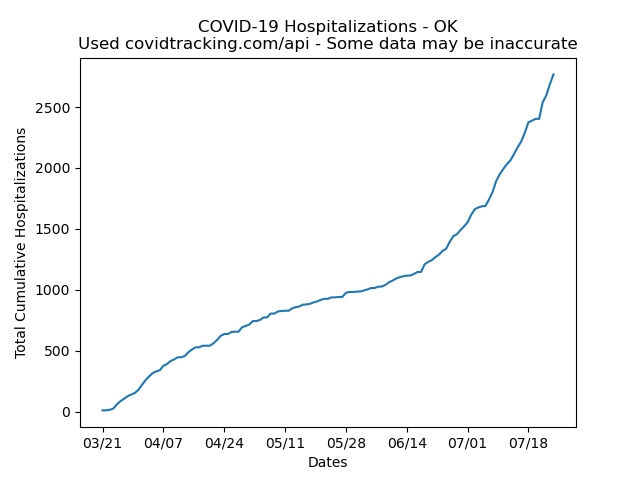 COVID-19 Hospitalizations - OK
Used covidtracking.com/api - Some data may be inaccurate
Total Cumulative Hospitalizations
2500
2000
1500
1000
500
0
03/21 04/07 04/24 05/11 05/28 06/14 07/01 07/18
Dates